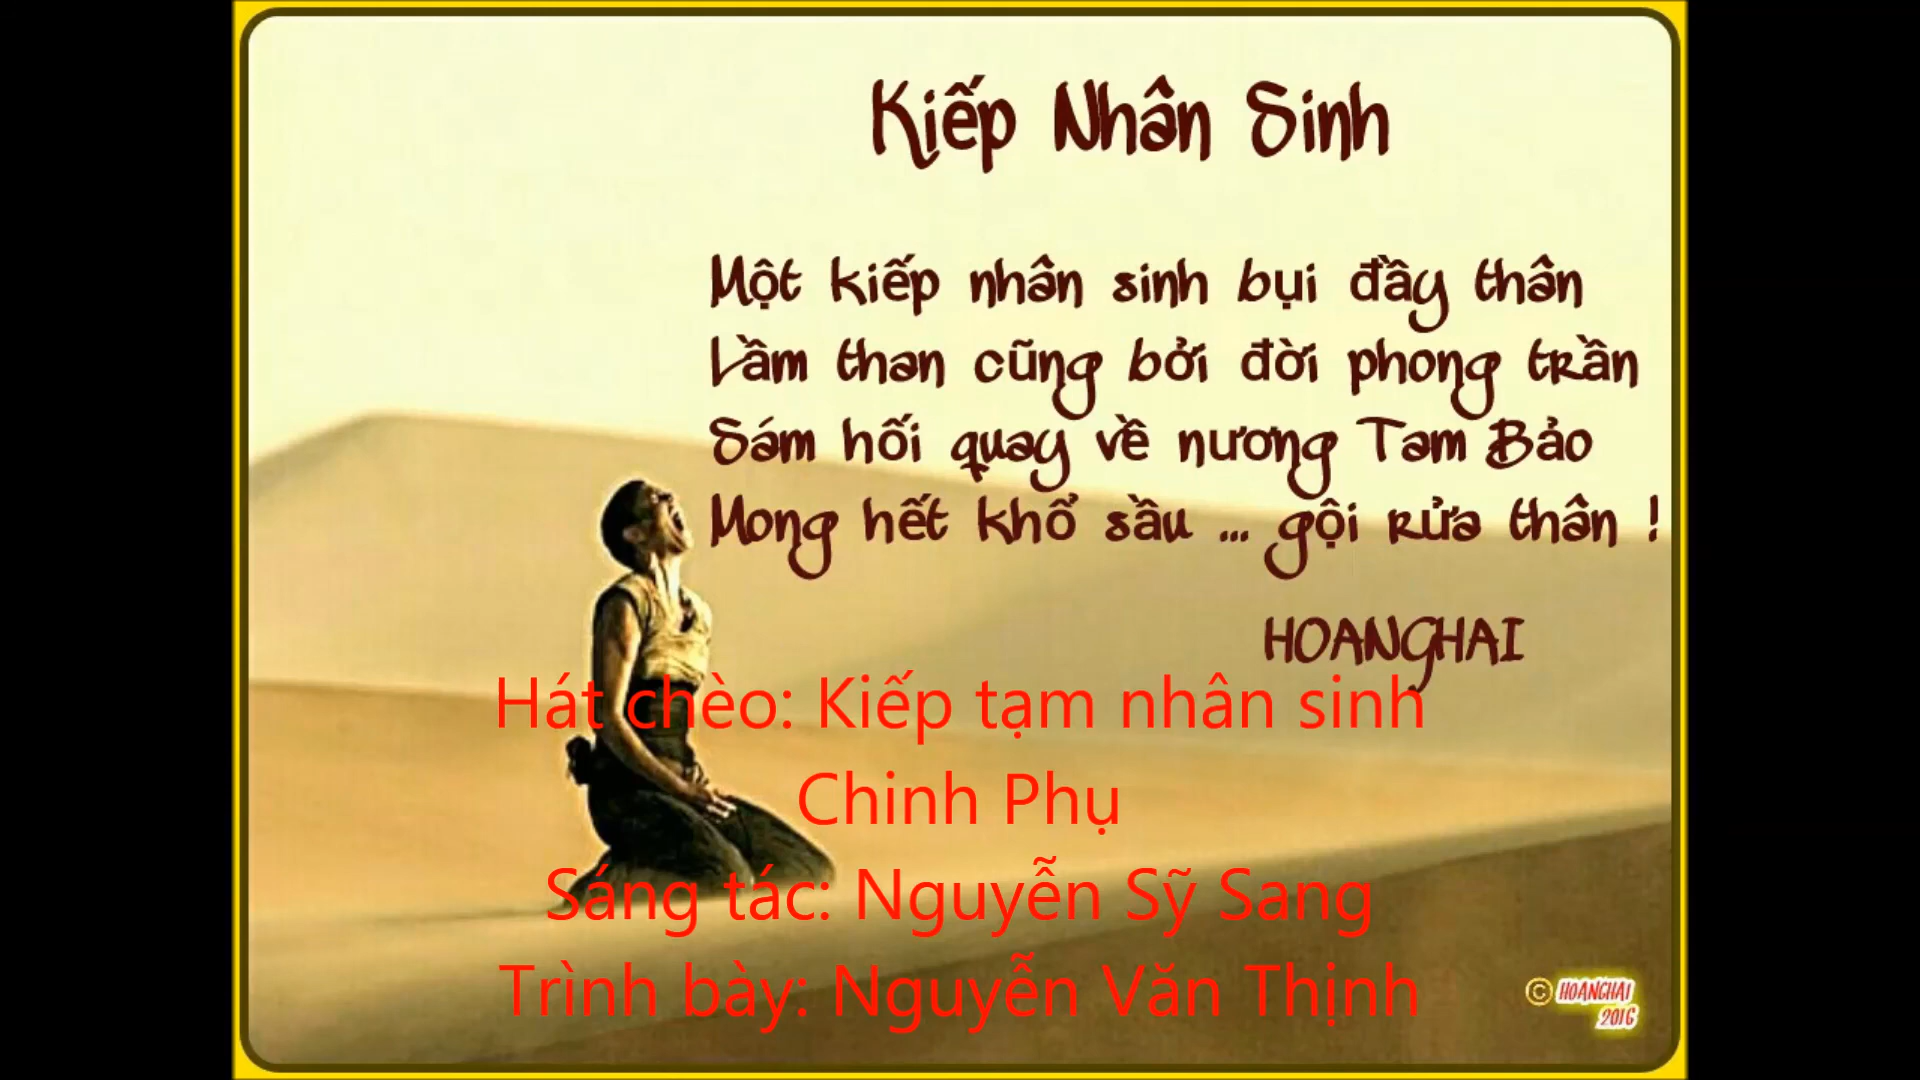 Kiếp Nhân Sinh
Một kiếp nhân sinh bụi đầy thân
Lầm than cũng bởi đời phong trần
Sám hối quay về nương Tam Bảo
Mong hết khổ sầu ... gội rửa thân !
HOANGHAI
Hát chèo: Kiếp tạm nhân sinh
Chinh Phụ
Sáng tác: Nguyễn Sỹ Sang
Trình bày: Nguyễn Văn Thịnh
© HOANGHAI
2016